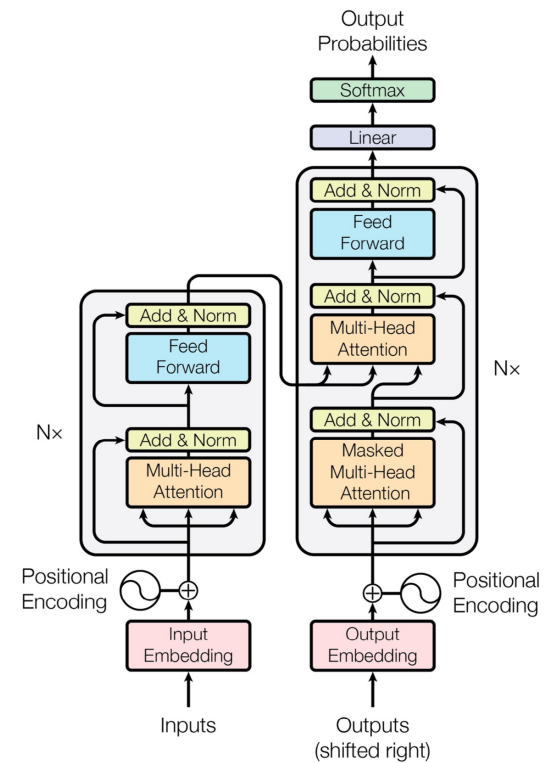 Output
Probabilities
Softmax
Linear
Add & Norm
Feed
Forward
Add & Norm
Multi-Head
Attention
Add & Norm
Masked
Multi-Head
Attention
N×
Add & Norm
Feed
Forward
Add & Norm
Multi-Head
Attention
N×
Positional
Encoding
Positional
Encoding
Input
Embedding
Output
Embedding
Inputs
Outputs
(shifted right)